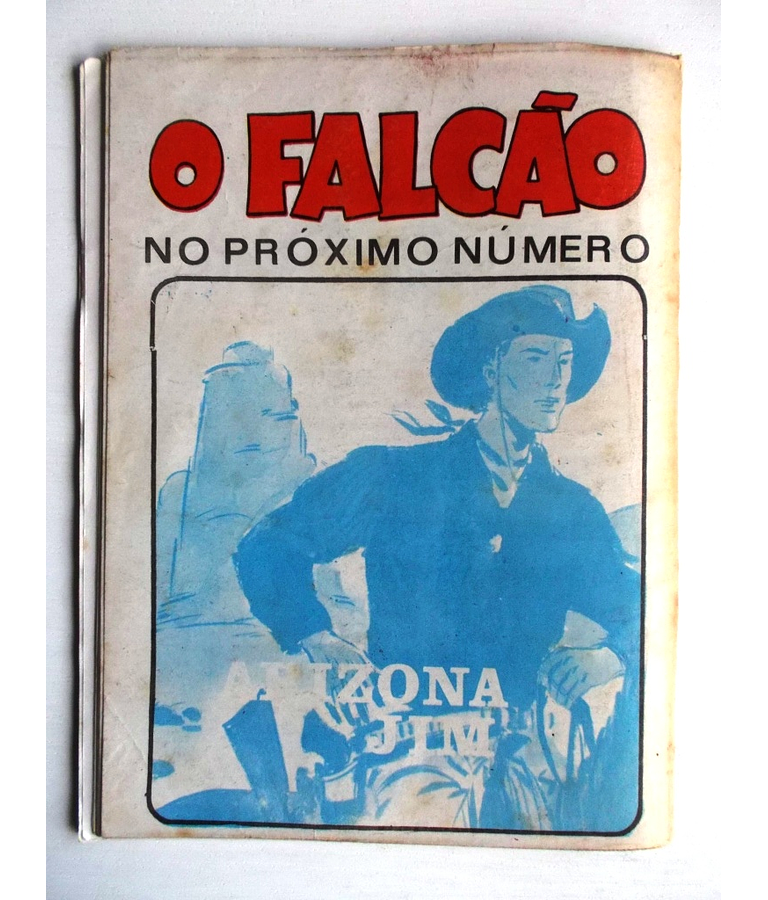 O FALCÃO
NO PRÓXIMO NÚMERO
ARIZONA
JIM